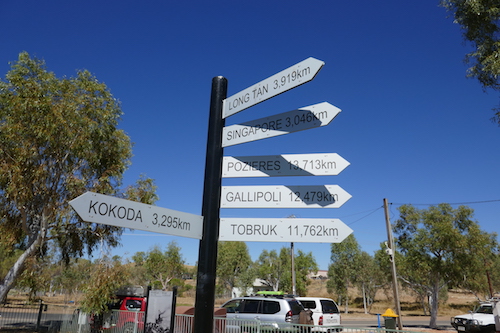 LONG TAN 3,919km
SINGAPORE 3,046km
POZIERES 13,713km
GALLIPOLI 12,479km
KOKODA 3,295km
TOBRUK 11,762km